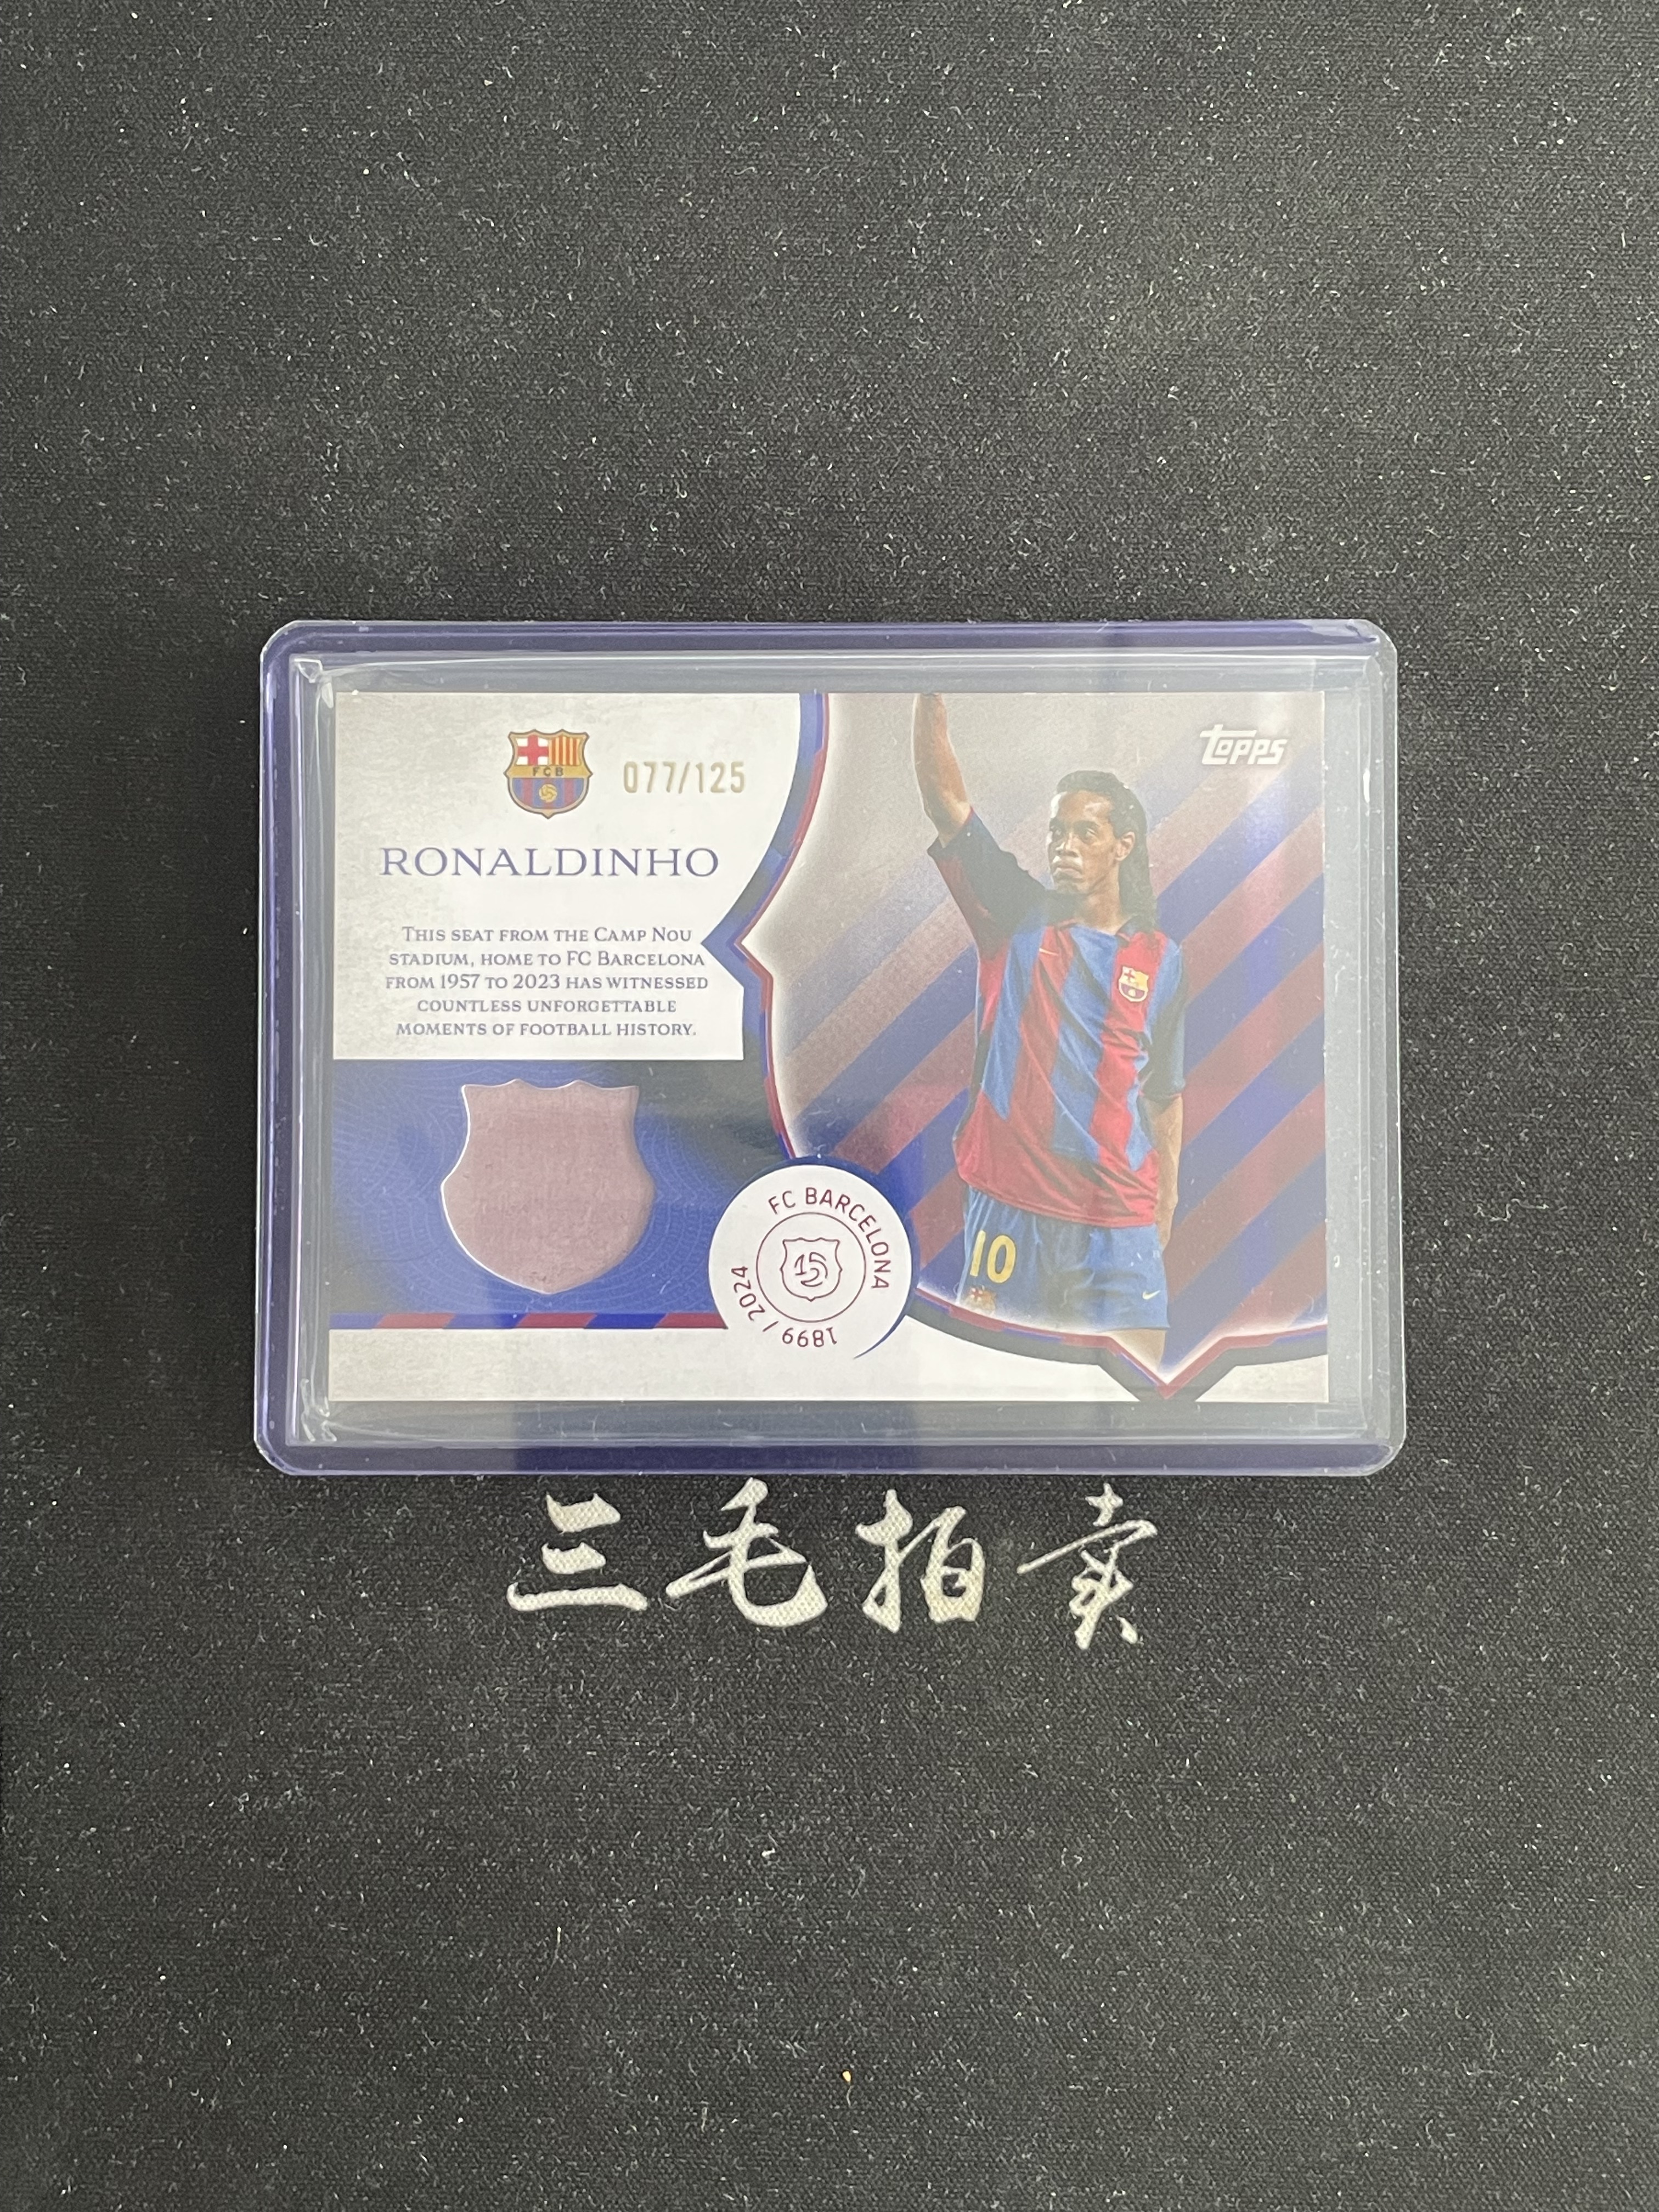 FCB
077/125
topps
RONALDINHO
THIS SEAT FROM THE CAMP NOU
STADIUM, HOME TO FC BARCELONA
FROM 1957 TO 2023 HAS WITNESSED
COUNTLESS UNFORGETTABLE
MOMENTS OF FOOTBALL HISTORY.
FC BARCELONA
1899 / 2024
10
三毛拍卖